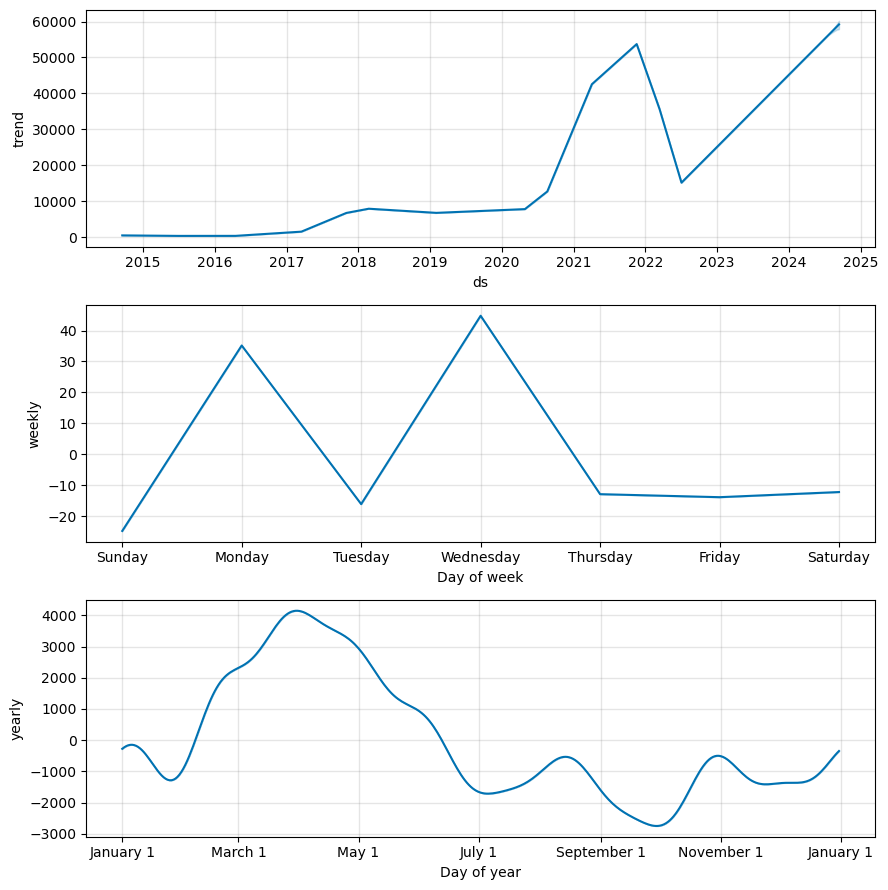 60000
50000
40000
30000
20000
10000
0
trend
2015 2016 2017 2018 2019 2020 2021 2022 2023 2024 2025
ds
40
30
20
10
0
−10
−20
weekly
Sunday Monday Tuesday Wednesday Thursday Friday Saturday
Day of week
4000
3000
2000
1000
0
−1000
−2000
−3000
yearly
January 1 March 1 May 1 July 1 September 1 November 1 January 1
Day of year